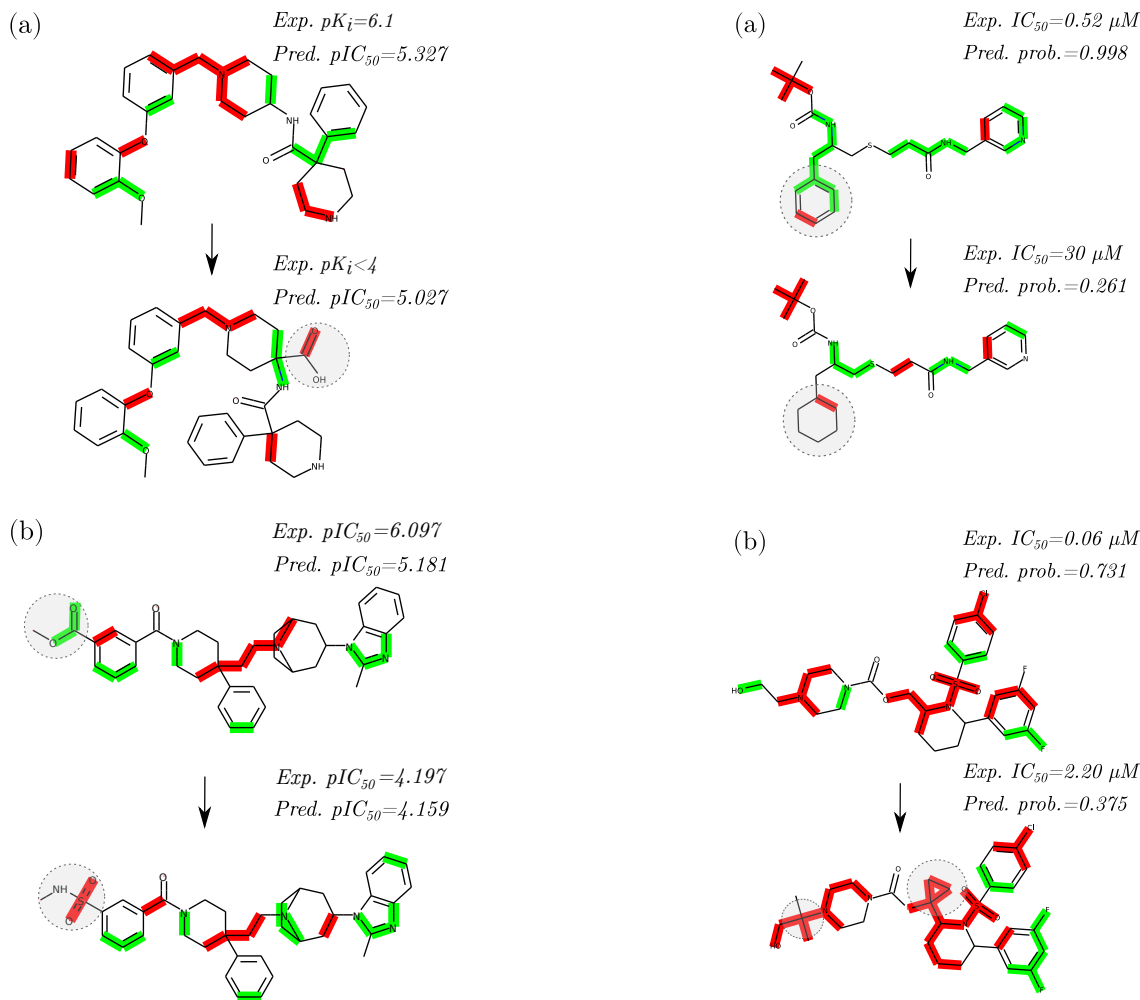 (a)
Exp. pKi=6.1
Pred. pIC50=5.327
O
NH
O
O
NH
Exp. pKi<4
Pred. pIC50=5.027
N
O
OH
NH
O
O
O
NH
(b)
Exp. pIC50=6.097
Pred. pIC50=5.181
O
O
O
N
N
N
N
Exp. pIC50=4.197
Pred. pIC50=4.159
NH
S
O
O
O
N
N
N
N
(a)
Exp. IC50=0.52 μM
Pred. prob.=0.998
O
O
NH
S
O
NH
N
Exp. IC50=30 μM
Pred. prob.=0.261
O
O
NH
S
O
NH
N
(b)
Exp. IC50=0.06 μM
Pred. prob.=0.731
Cl
F
O
HO
N
N
O
O
S
O
N
F
Exp. IC50=2.20 μM
Pred. prob.=0.375
Cl
O
N
O
O
HO
F
F